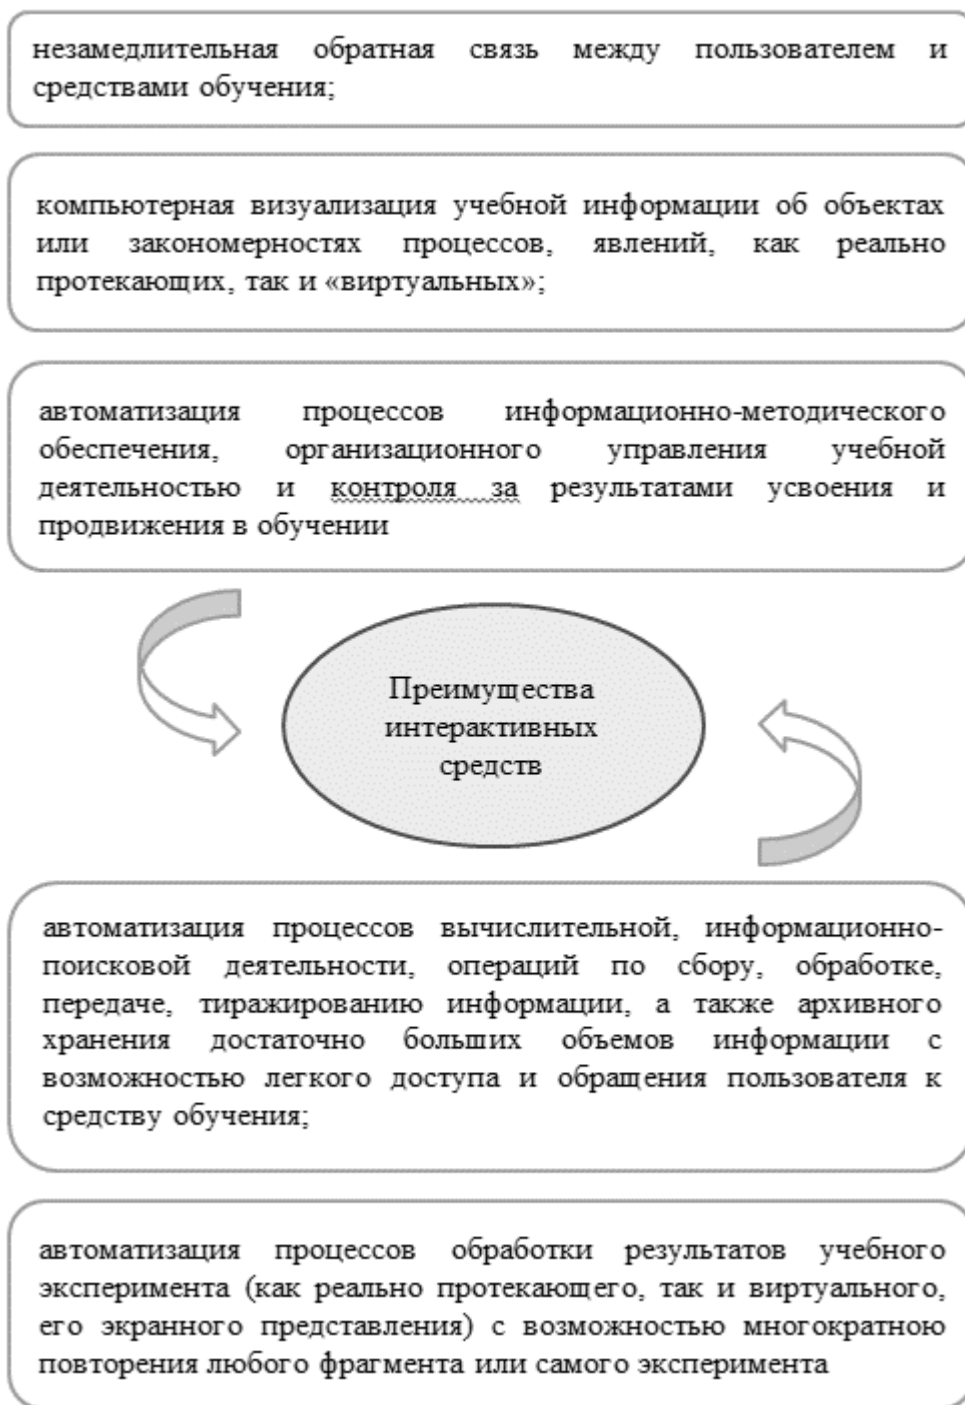 незамедлительная обратная связь между пользователем и
средствами обучения;
компьютерная визуализация учебной информации об объектах
или закономерностях процессов, явлений, как реально
протекающих, так и «виртуальных»;
автоматизация процессов информационно-методического
обеспечения, организационного управления учебной
деятельностью и контроля за результатами усвоения и
продвижения в обучении
Преимущества
интерактивных
средств
автоматизация процессов вычислительной, информационно-
поисковой деятельности, операций по сбору, обработке,
передаче, тиражированию информации, а также архивного
хранения достаточно больших объемов информации с
возможностью легкого доступа и обращения пользователя к
средству обучения;
автоматизация процессов обработки результатов учебного
эксперимента (как реально протекающего, так и виртуального,
его экранного представления) с возможностью многократною
повторения любого фрагмента или самого эксперимента